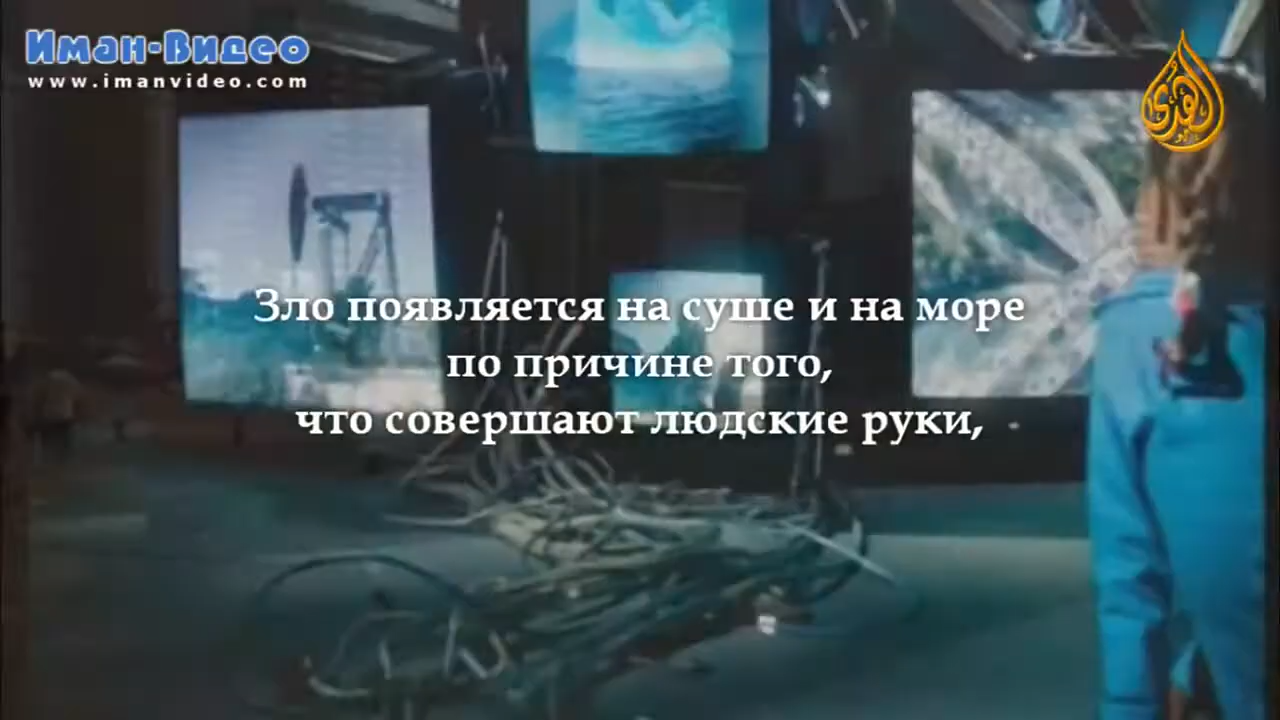 Иман-Видео
www.imanvideo.com
Зло появляется на суше и на море
по причине того,
что совершают людские руки,